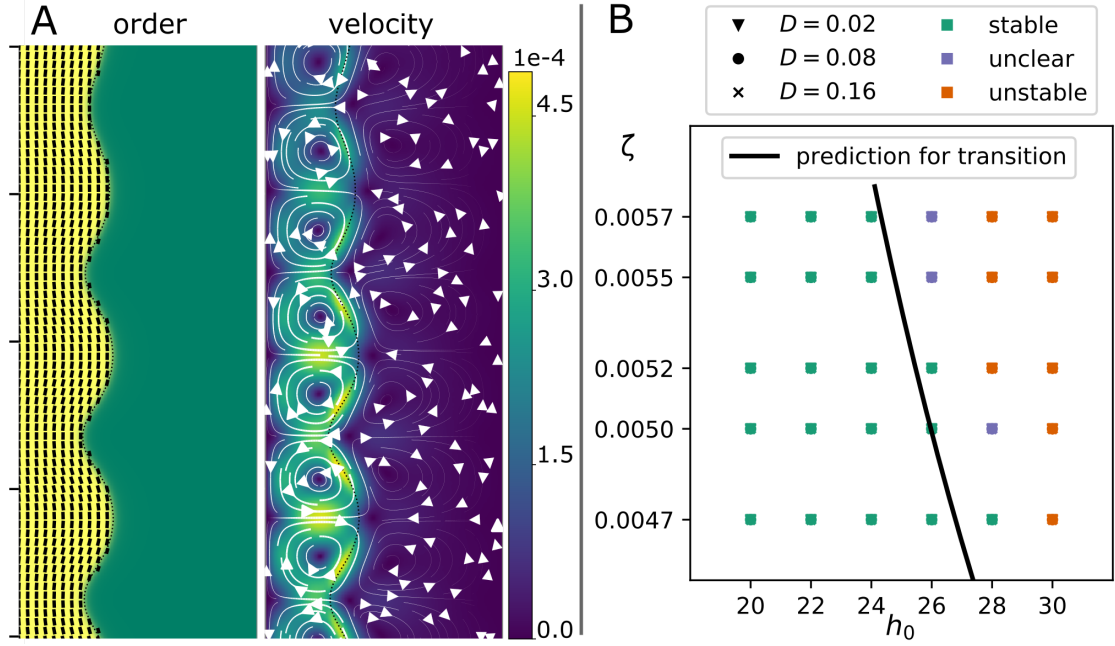 A
order
velocity
1e-4
4.5
3.0
1.5
0.0
B
D = 0.02
D = 0.08
D = 0.16
stable
unclear
unstable
ζ
prediction for transition
0.0057
0.0055
0.0052
0.0050
0.0047
20 22 24 26 28 30
h₀